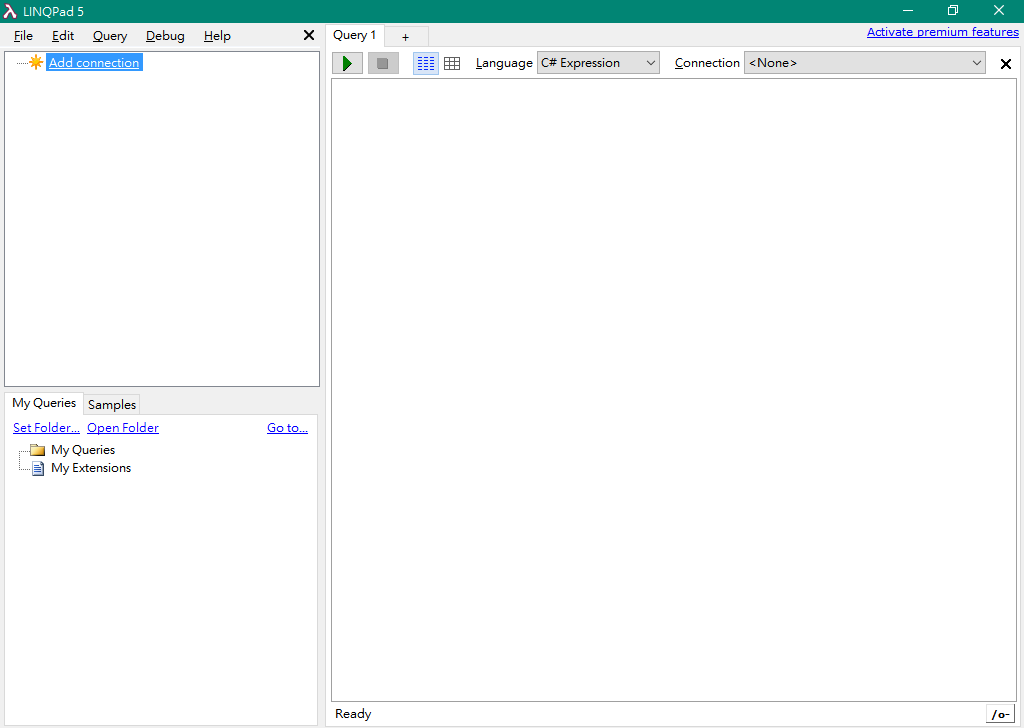 LINQPad 5
File Edit Query Debug Help
Add connection
My Queries Samples
Set Folder... Open Folder Go to...
My Queries
My Extensions
Query 1 +
Activate premium features
Language C# Expression Connection <None>
Ready
/o-